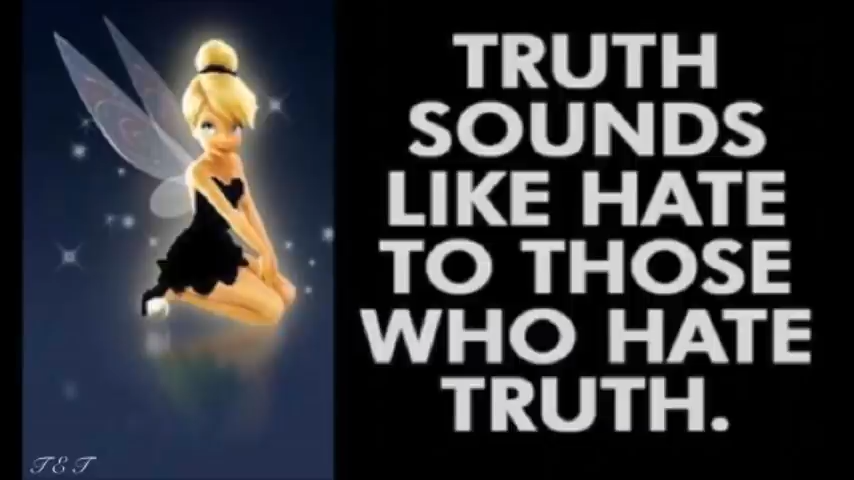 TRUTH
SOUNDS
LIKE HATE
TO THOSE
WHO HATE
TRUTH.
T&T